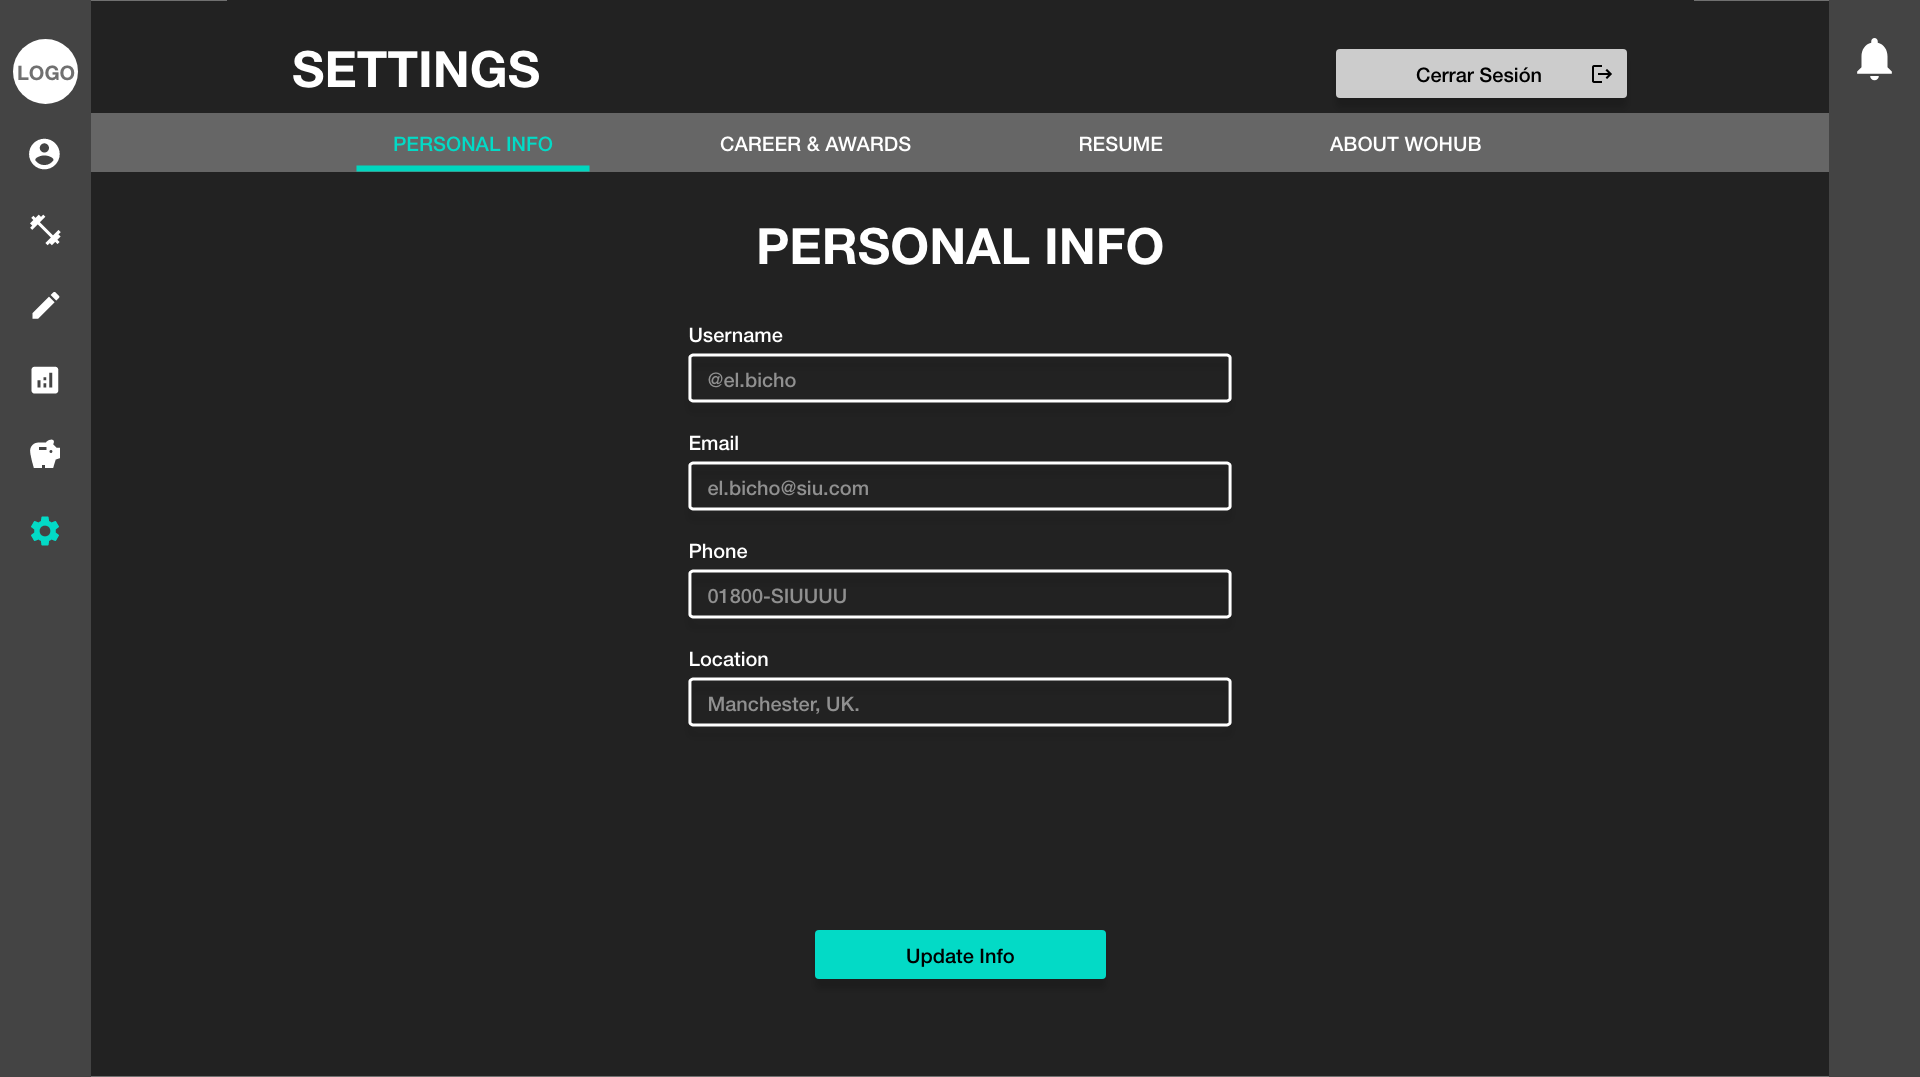 LOGO
SETTINGS
Cerrar Sesión
PERSONAL INFO
CAREER & AWARDS
RESUME
ABOUT WOHUB
PERSONAL INFO
Username
@el.bicho
Email
el.bicho@siu.com
Phone
01800-SIUUUU
Location
Manchester, UK.
Update Info